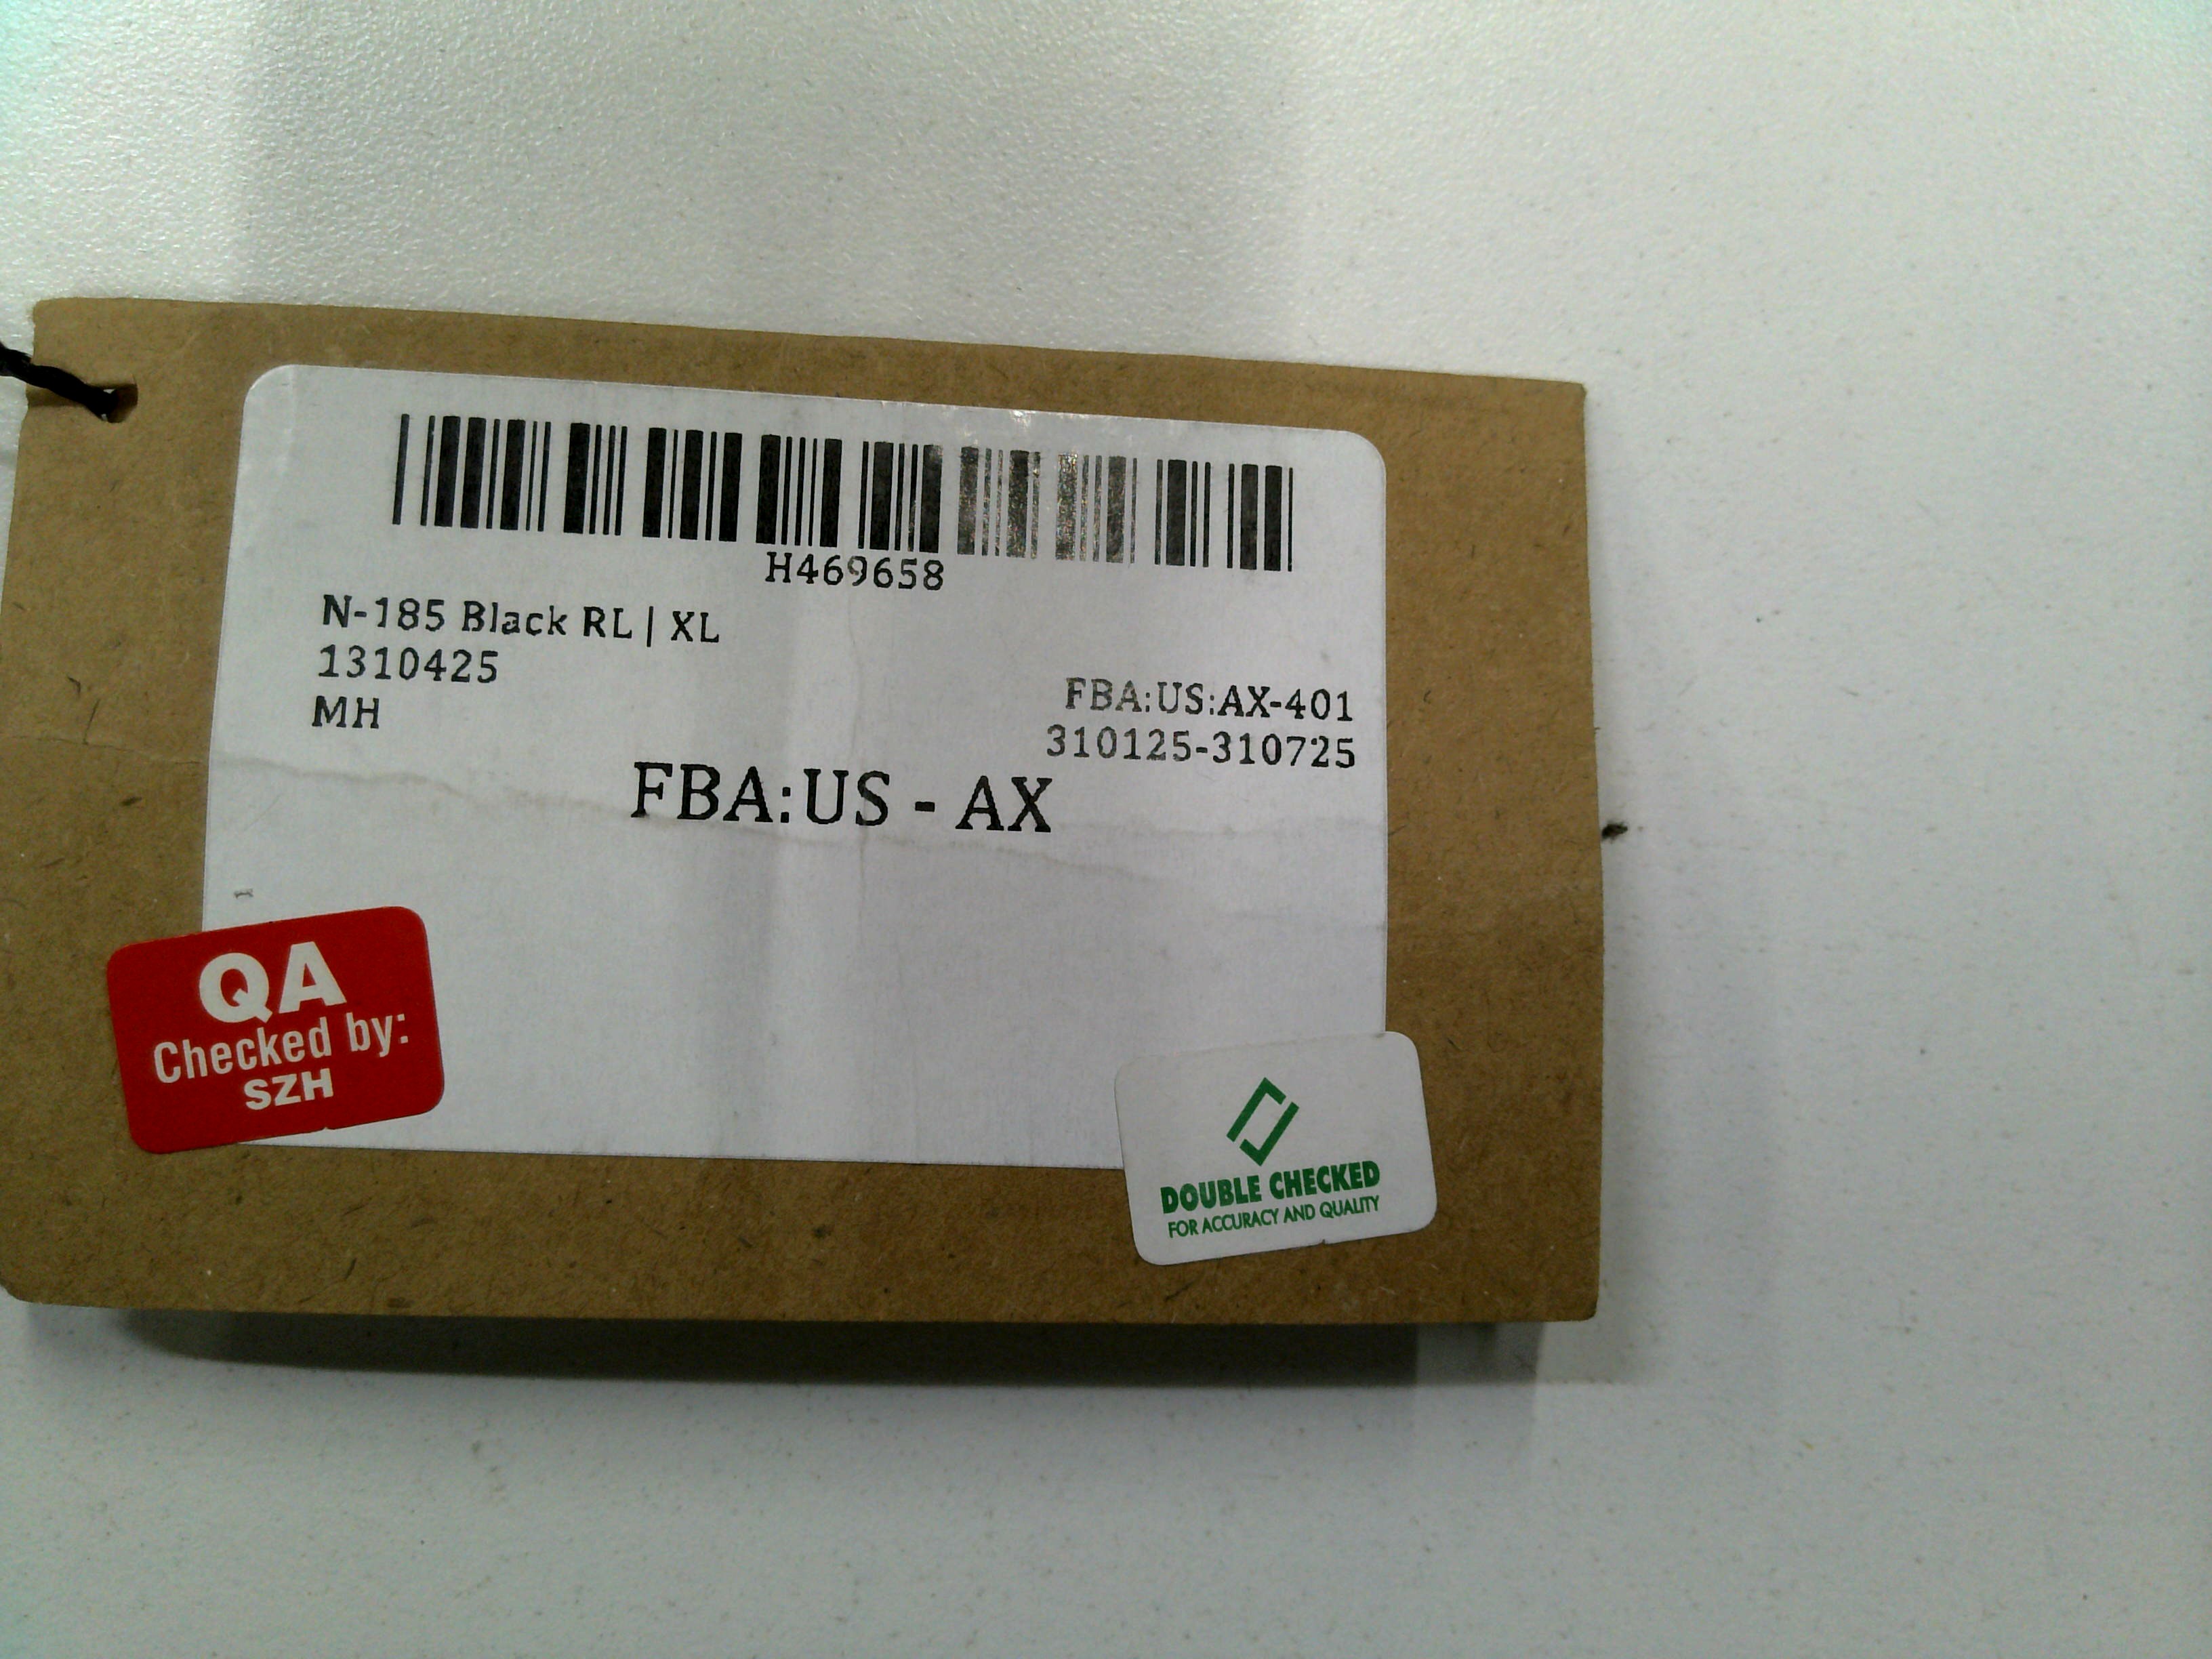 H469658
N-185 Black RL | XL
1310425
MH
FBA:US:AX-401
310125-310725
FBA:US - AX
QA
Checked by:
SZH
DOUBLE CHECKED
FOR ACCURACY AND QUALITY